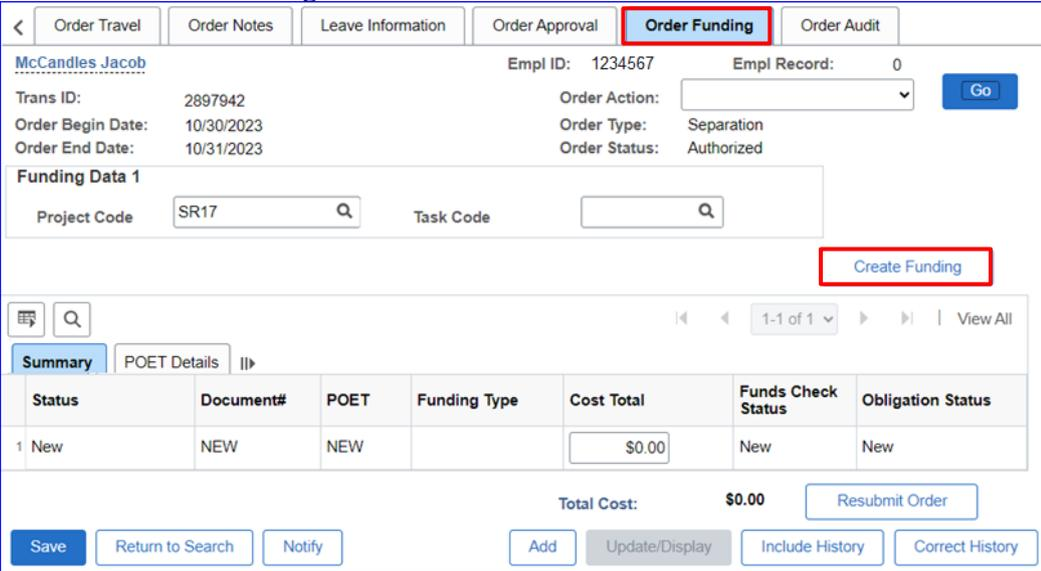 Order Travel Order Notes Leave Information Order Approval Order Funding Order Audit
McCandles Jacob Empl ID: 1234567 Empl Record: 0
Trans ID: 2897942 Order Action: Go
Order Begin Date: 10/30/2023 Order Type: Separation
Order End Date: 10/31/2023 Order Status: Authorized
Funding Data 1
Project Code SR17 Task Code
Create Funding
1-1 of 1 | View All
Summary POET Details
Status Document# POET Funding Type Cost Total Funds Check Status Obligation Status
1 New NEW NEW $0.00 New New
Total Cost: $0.00 Resubmit Order
Save Return to Search Notify Add Update/Display Include History Correct History